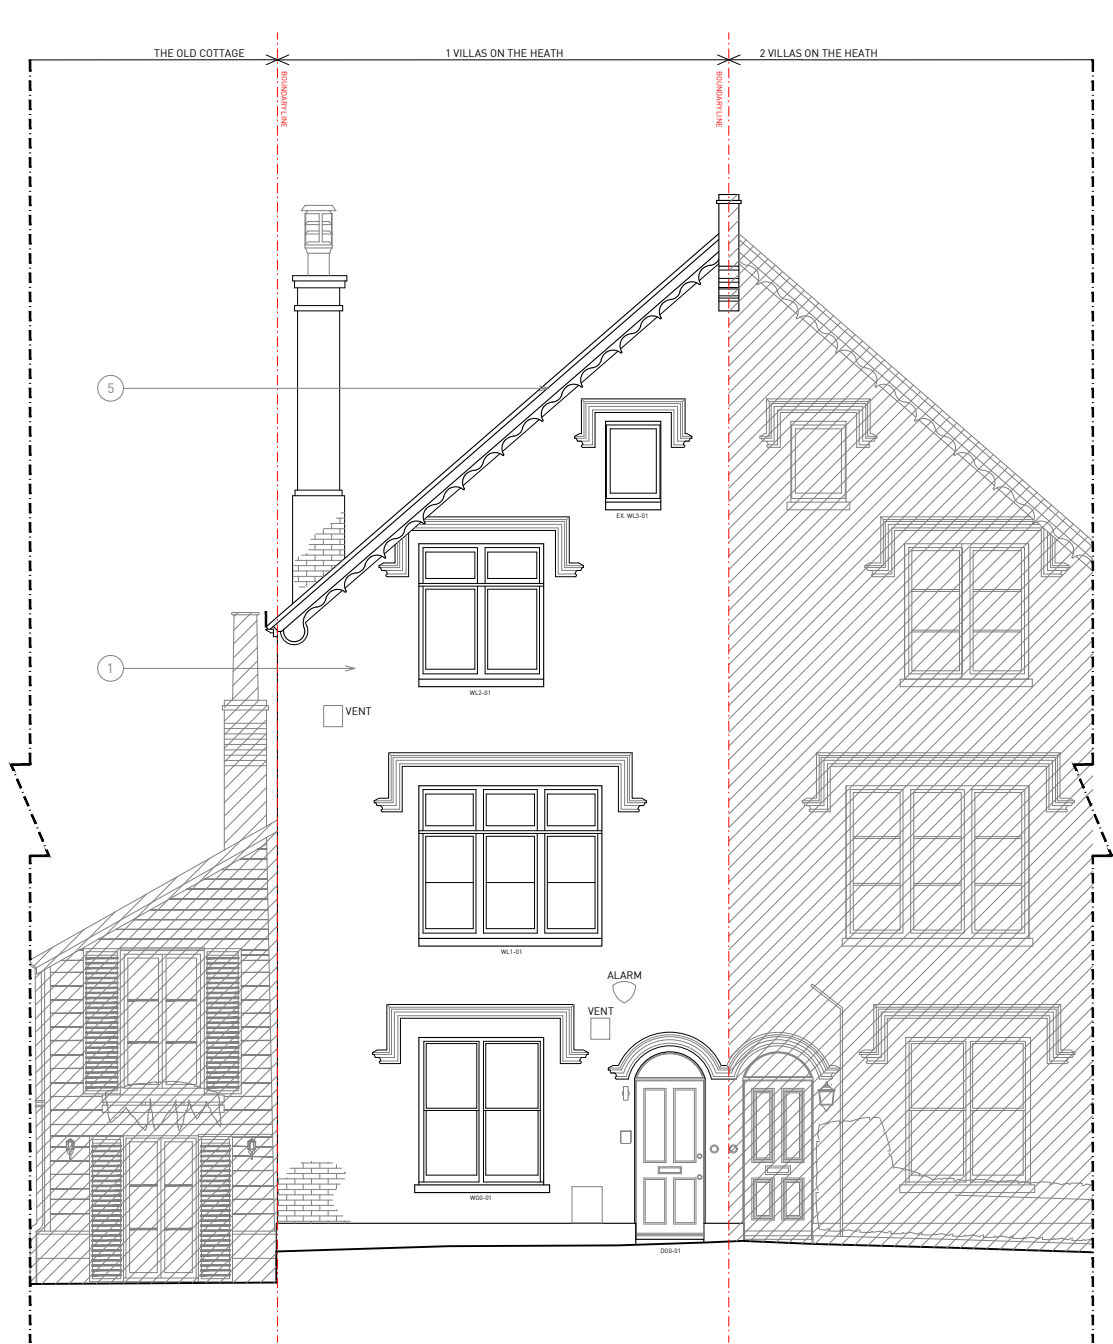 THE OLD COTTAGE
1 VILLAS ON THE HEATH
2 VILLAS ON THE HEATH
BOUNDARY LINE
BOUNDARY LINE
5
EX. WL3-01
1
WL2-01
VENT
WL1-01
ALARM
VENT
WG0-01
DG0-01